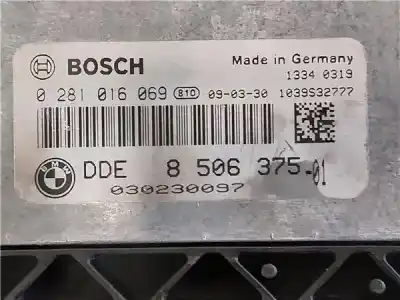 BOSCH Made in Germany
1334 0319
0 281 016 069 810 09-03-30 1039S32777
BMW DDE 8 506 375-01
030230097